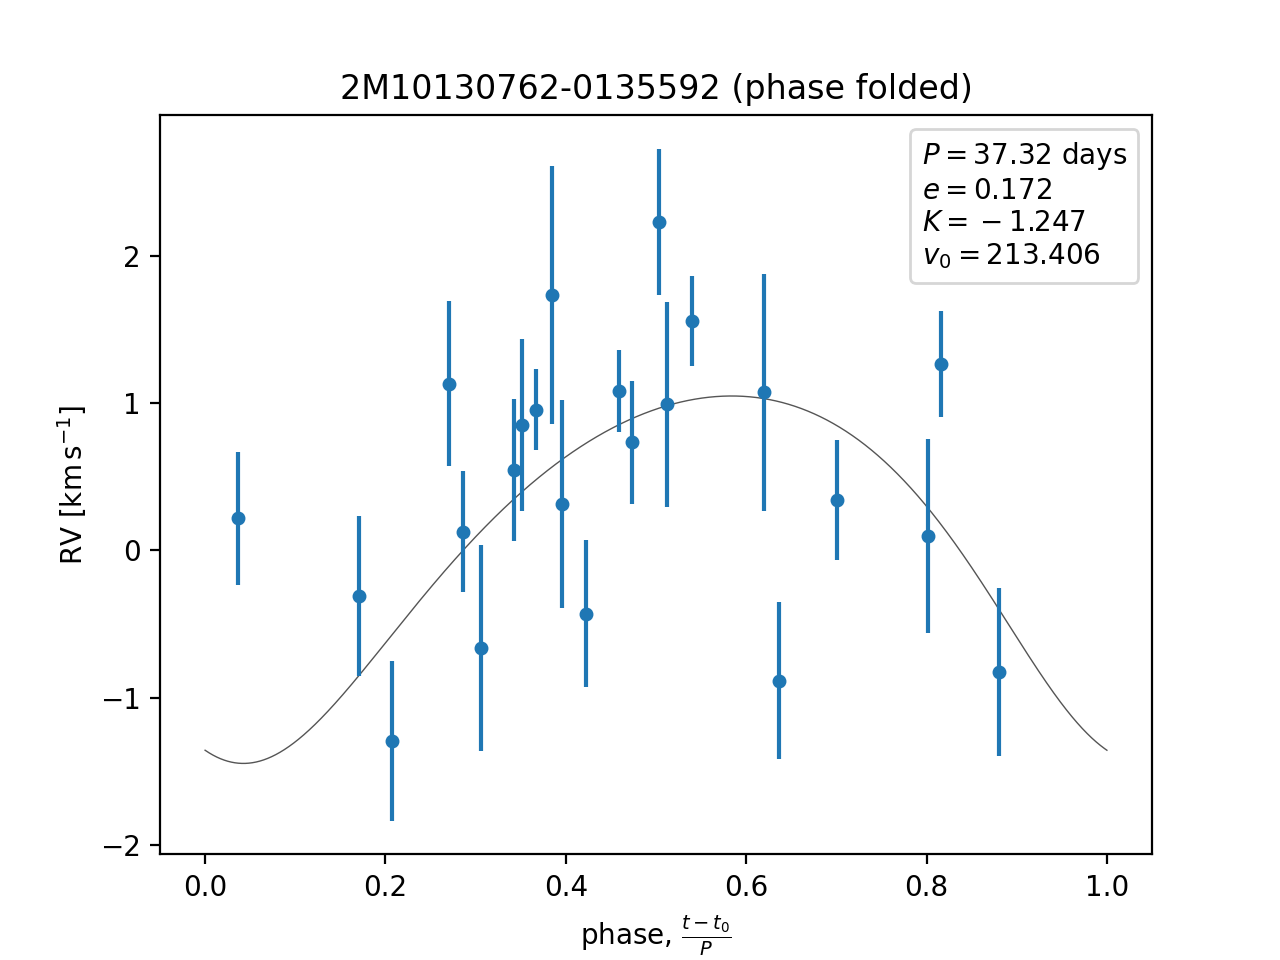 2M10130762-0135592 (phase folded)
P = 37.32 days
e = 0.172
K = −1.247
v₀ = 213.406
RV [km s⁻¹]
2
1
0
−1
−2
0.0 0.2 0.4 0.6 0.8 1.0
phase, (t − t₀)/P